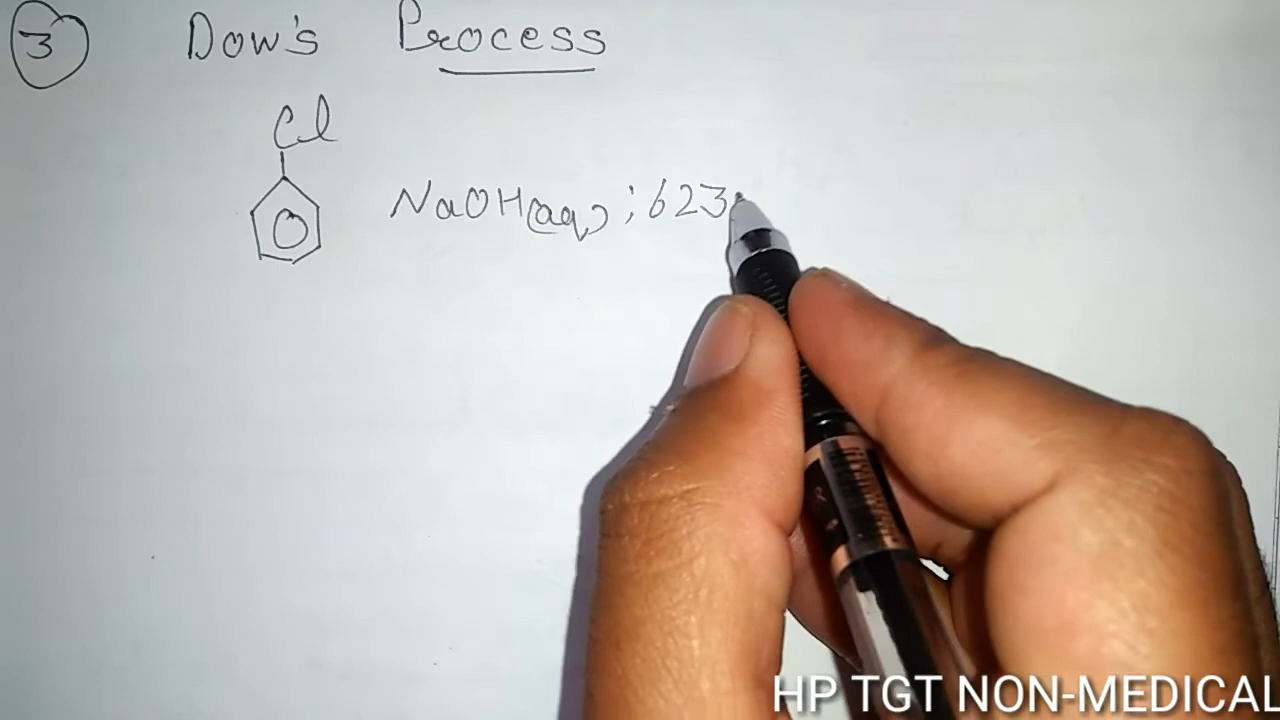 3 Dow's Process
Cl
NaOH(aq) ; 623
HP TGT NON-MEDICAL